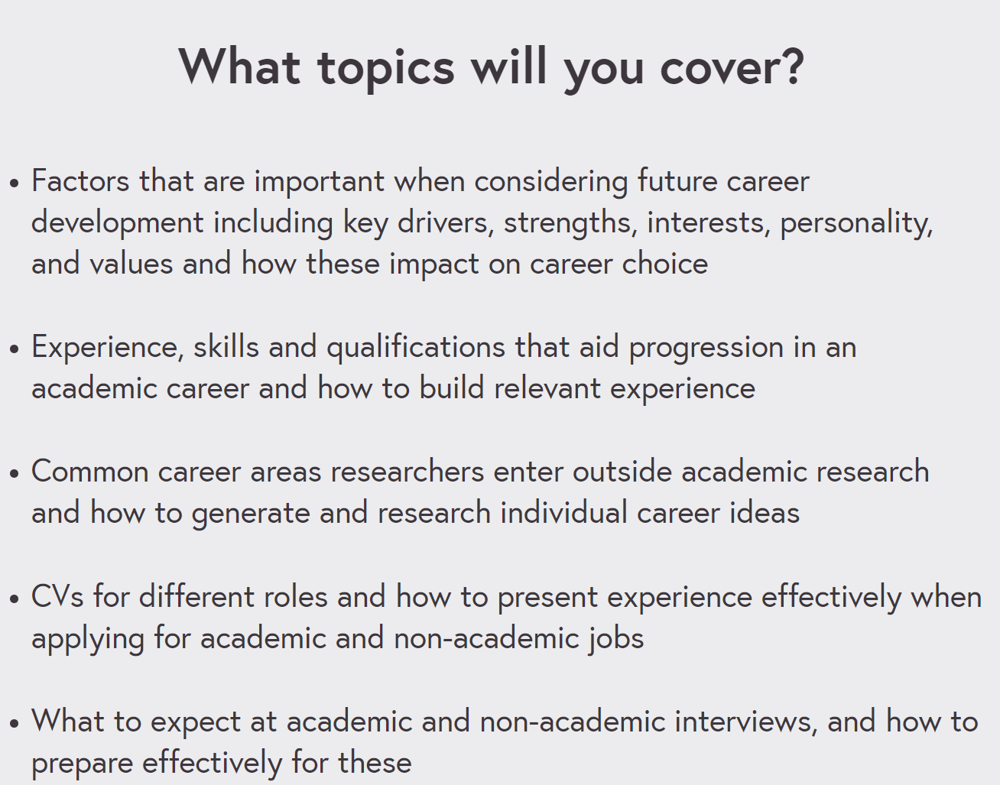 What topics will you cover?
• Factors that are important when considering future career
development including key drivers, strengths, interests, personality,
and values and how these impact on career choice
• Experience, skills and qualifications that aid progression in an
academic career and how to build relevant experience
• Common career areas researchers enter outside academic research
and how to generate and research individual career ideas
• CVs for different roles and how to present experience effectively when
applying for academic and non-academic jobs
• What to expect at academic and non-academic interviews, and how to
prepare effectively for these